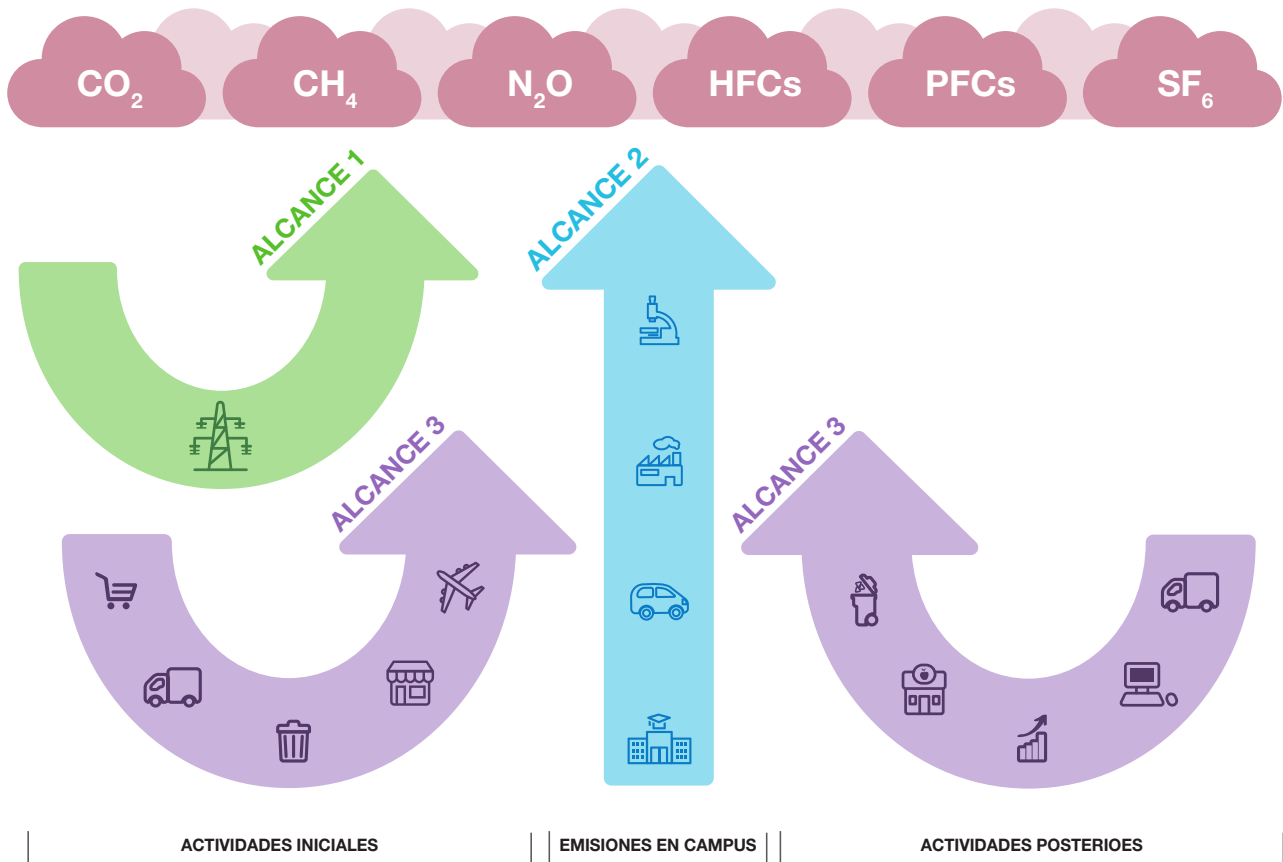 CO₂
CH₄
N₂O
HFCs
PFCs
SF₆
ALCANCE 1
ALCANCE 2
ALCANCE 3
ALCANCE 3
ACTIVIDADES INICIALES
EMISIONES EN CAMPUS
ACTIVIDADES POSTERIOES